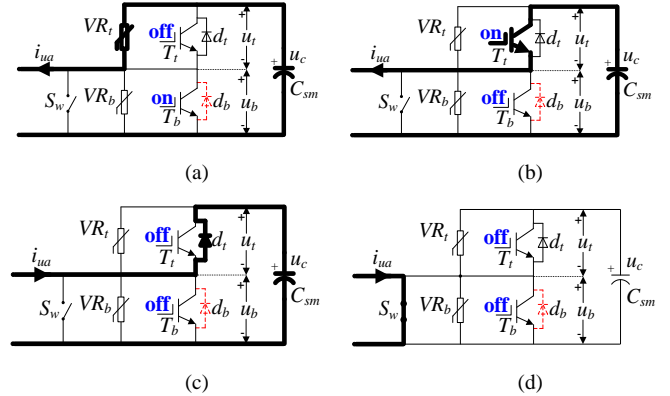 VRt off Tt dt ut uc
iua + - Csm
Sw VRb on Tb db ub
(a)
VRt on Tt dt ut uc
iua + - Csm
Sw VRb off Tb db ub
(b)
VRt off Tt dt ut uc
iua + - Csm
Sw VRb off Tb db ub
(c)
VRt off Tt dt ut uc
iua + - Csm
Sw VRb off Tb db ub
(d)